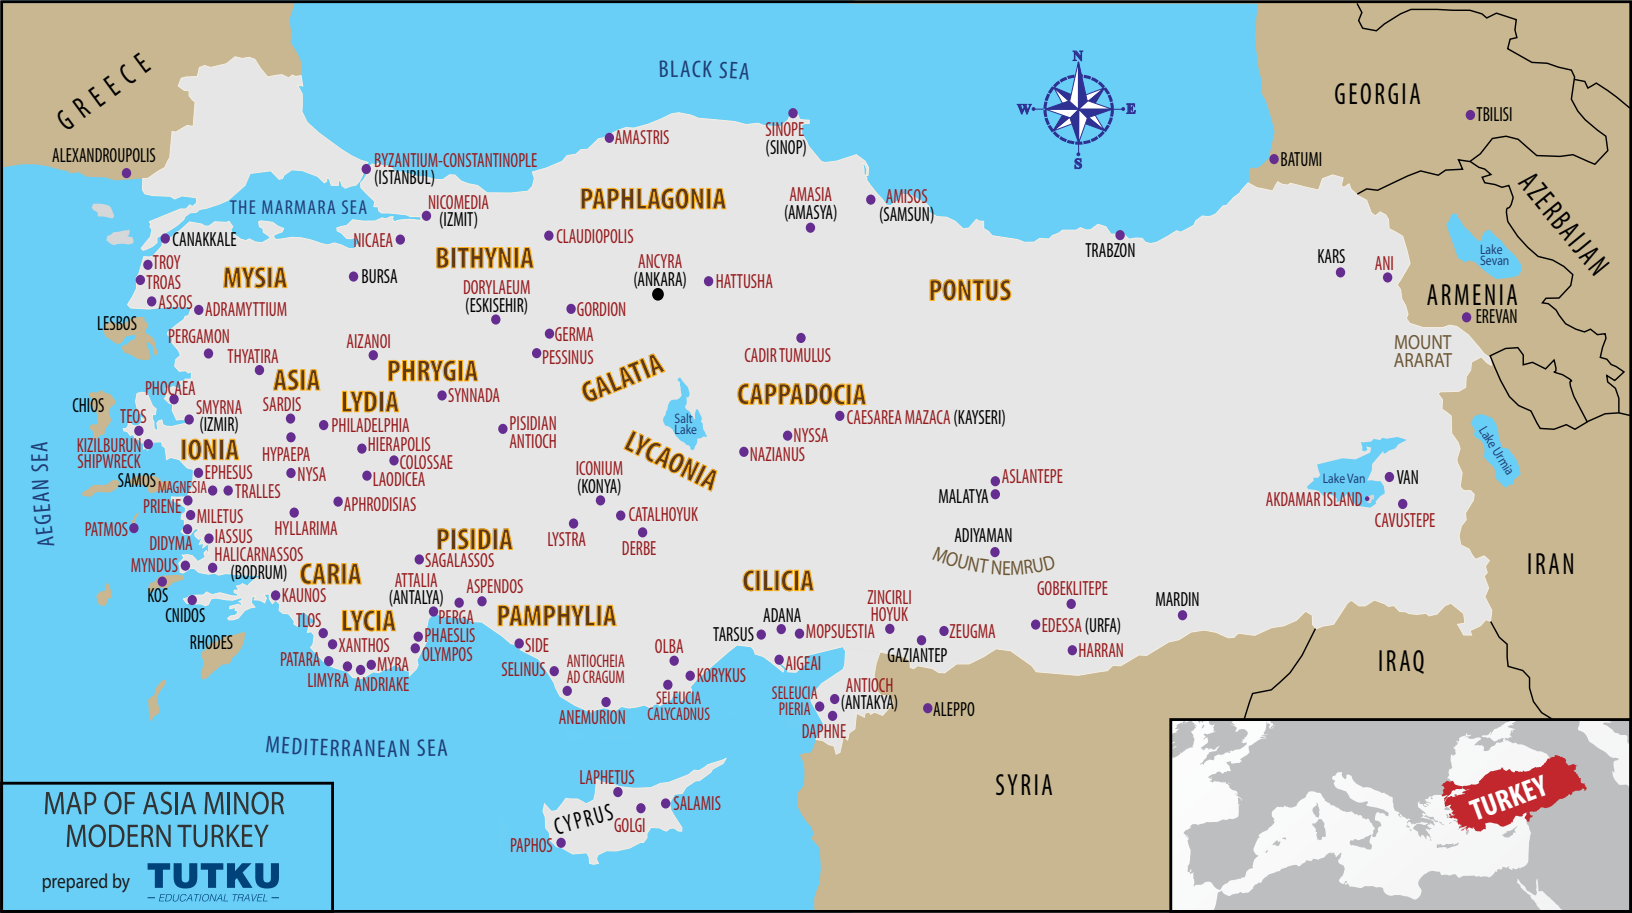 GREECE
BLACK SEA
N
W
E
S
GEORGIA
TBILISI
ALEXANDROUPOLIS
BYZANTIUM-CONSTANTINOPLE
(ISTANBUL)
AMASTRIS
SINOPE
(SINOP)
BATUMI
AZERBAIJAN
THE MARMARA SEA
NICOMEDIA
(IZMIT)
PAPHLAGONIA
AMASIA
(AMASYA)
AMISOS
(SAMSUN)
CANAKKALE
NICAEA
CLAUDIOPOLIS
TRABZON
KARS
ANI
Lake
Sevan
TROY
TROAS
MYSIA
BURSA
BITHYNIA
ANCYRA
(ANKARA)
HATTUSHA
PONTUS
ARMENIA
EREVAN
ASSOS
ADRAMYTTIUM
DORYLAEUM
(ESKISEHIR)
GORDION
LESBOS
PERGAMON
THYATIRA
AIZANOI
GERMA
PESSINUS
CADIR TUMULUS
MOUNT
ARARAT
PHOCAEA
ASIA
PHRYGIA
GALATIA
CAPPADOCIA
CHIOS
TEOS
SMYRNA
(IZMIR)
SARDIS
LYDIA
SYNNADA
Salt
Lake
CAESAREA MAZACA (KAYSERI)
KIZILBURUN
SHIPWRECK
PHILADELPHIA
PISIDIAN
ANTIOCH
NYSSA
Lake Urmia
IONIA
HYPAEPA
HIERAPOLIS
COLOSSAE
LYCAONIA
NAZIANUS
AEGEAN SEA
SAMOS
EPHESUS
MAGNESIA
TRALLES
NYSA
LAODICEA
ICONIUM
(KONYA)
ASLANTEPE
MALATYA
Lake Van
VAN
AKDAMAR ISLAND
PRIENE
APHRODISIAS
CATALHOYUK
CAVUSTEPE
PATMOS
MILETUS
HYLLARIMA
LYSTRA
DERBE
DIDYMA
IASSUS
PISIDIA
ADIYAMAN
MOUNT NEMRUD
MYNDUS
HALICARNASSOS
(BODRUM)
CARIA
SAGALASSOS
CILICIA
IRAN
KOS
KAUNOS
ATTALIA
(ANTALYA)
ASPENDOS
ZINCIRLI
HOYUK
GOBEKLITEPE
MARDIN
CNIDOS
TLOS
LYCIA
PERGA
PAMPHYLIA
ADANA
TARSUS
MOPSUESTIA
ZEUGMA
EDESSA (URFA)
RHODES
XANTHOS
PHAESLIS
OLYMPOS
SIDE
OLBA
GAZIANTEP
HARRAN
PATARA
MYRA
SELINUS
ANTIOCHEIA
AD CRAGUM
KORYKUS
AIGEAI
IRAQ
LIMYRA
ANDRIAKE
ANEMURION
SELEUCIA
CALYCADNUS
SELEUCIA
PIERIA
ANTIOCH
(ANTAKYA)
ALEPPO
DAPHNE
MEDITERRANEAN SEA
LAPHETUS
SALAMIS
CYPRUS
GOLGI
PAPHOS
SYRIA
TURKEY
MAP OF ASIA MINOR
MODERN TURKEY
prepared by TUTKU
EDUCATIONAL TRAVEL